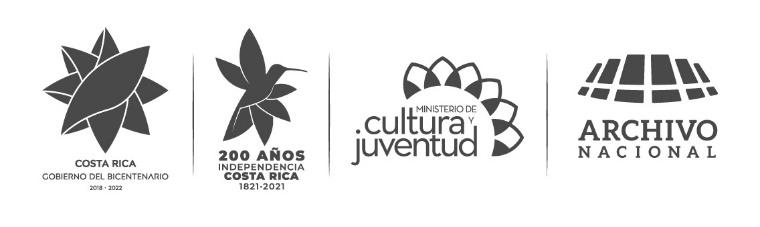 COSTA RICA
GOBIERNO DEL BICENTENARIO
2018 - 2022
200 AÑOS
INDEPENDENCIA
COSTA RICA
1821-2021
MINISTERIO DE
.cultura y
juventud
ARCHIVO
NACIONAL